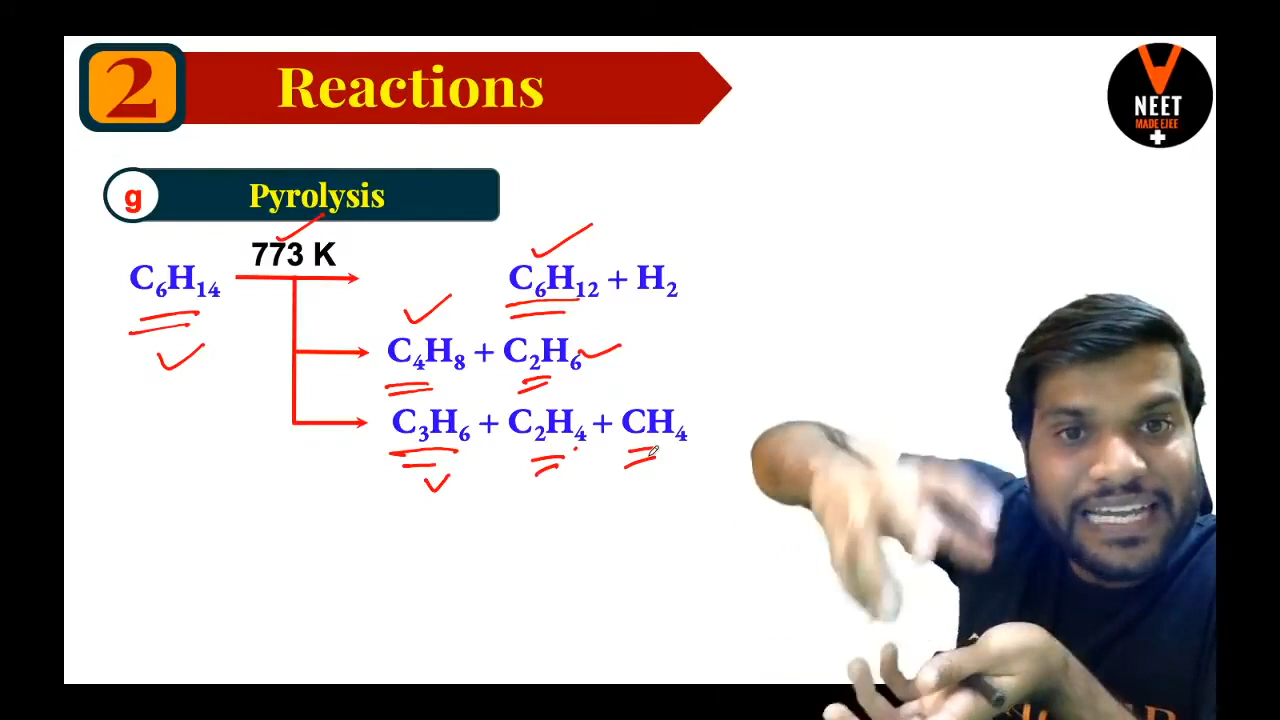 2 Reactions
NEET
MADE EJEE
g Pyrolysis
773 K
C₆H₁₄ C₆H₁₂ + H₂
C₄H₈ + C₂H₆
C₃H₆ + C₂H₄ + CH₄